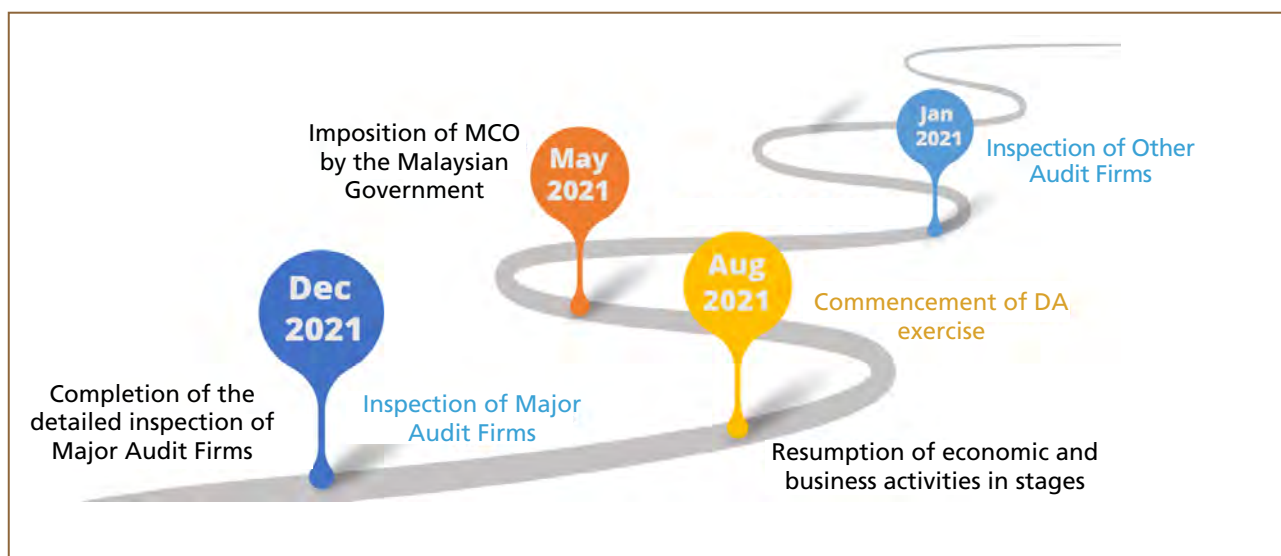 Jan
2021
Inspection of Other
Audit Firms
Imposition of MCO
by the Malaysian
Government
May
2021
Aug
2021
Commencement of DA
exercise
Dec
2021
Completion of the
detailed inspection of
Major Audit Firms
Inspection of Major
Audit Firms
Resumption of economic and
business activities in stages